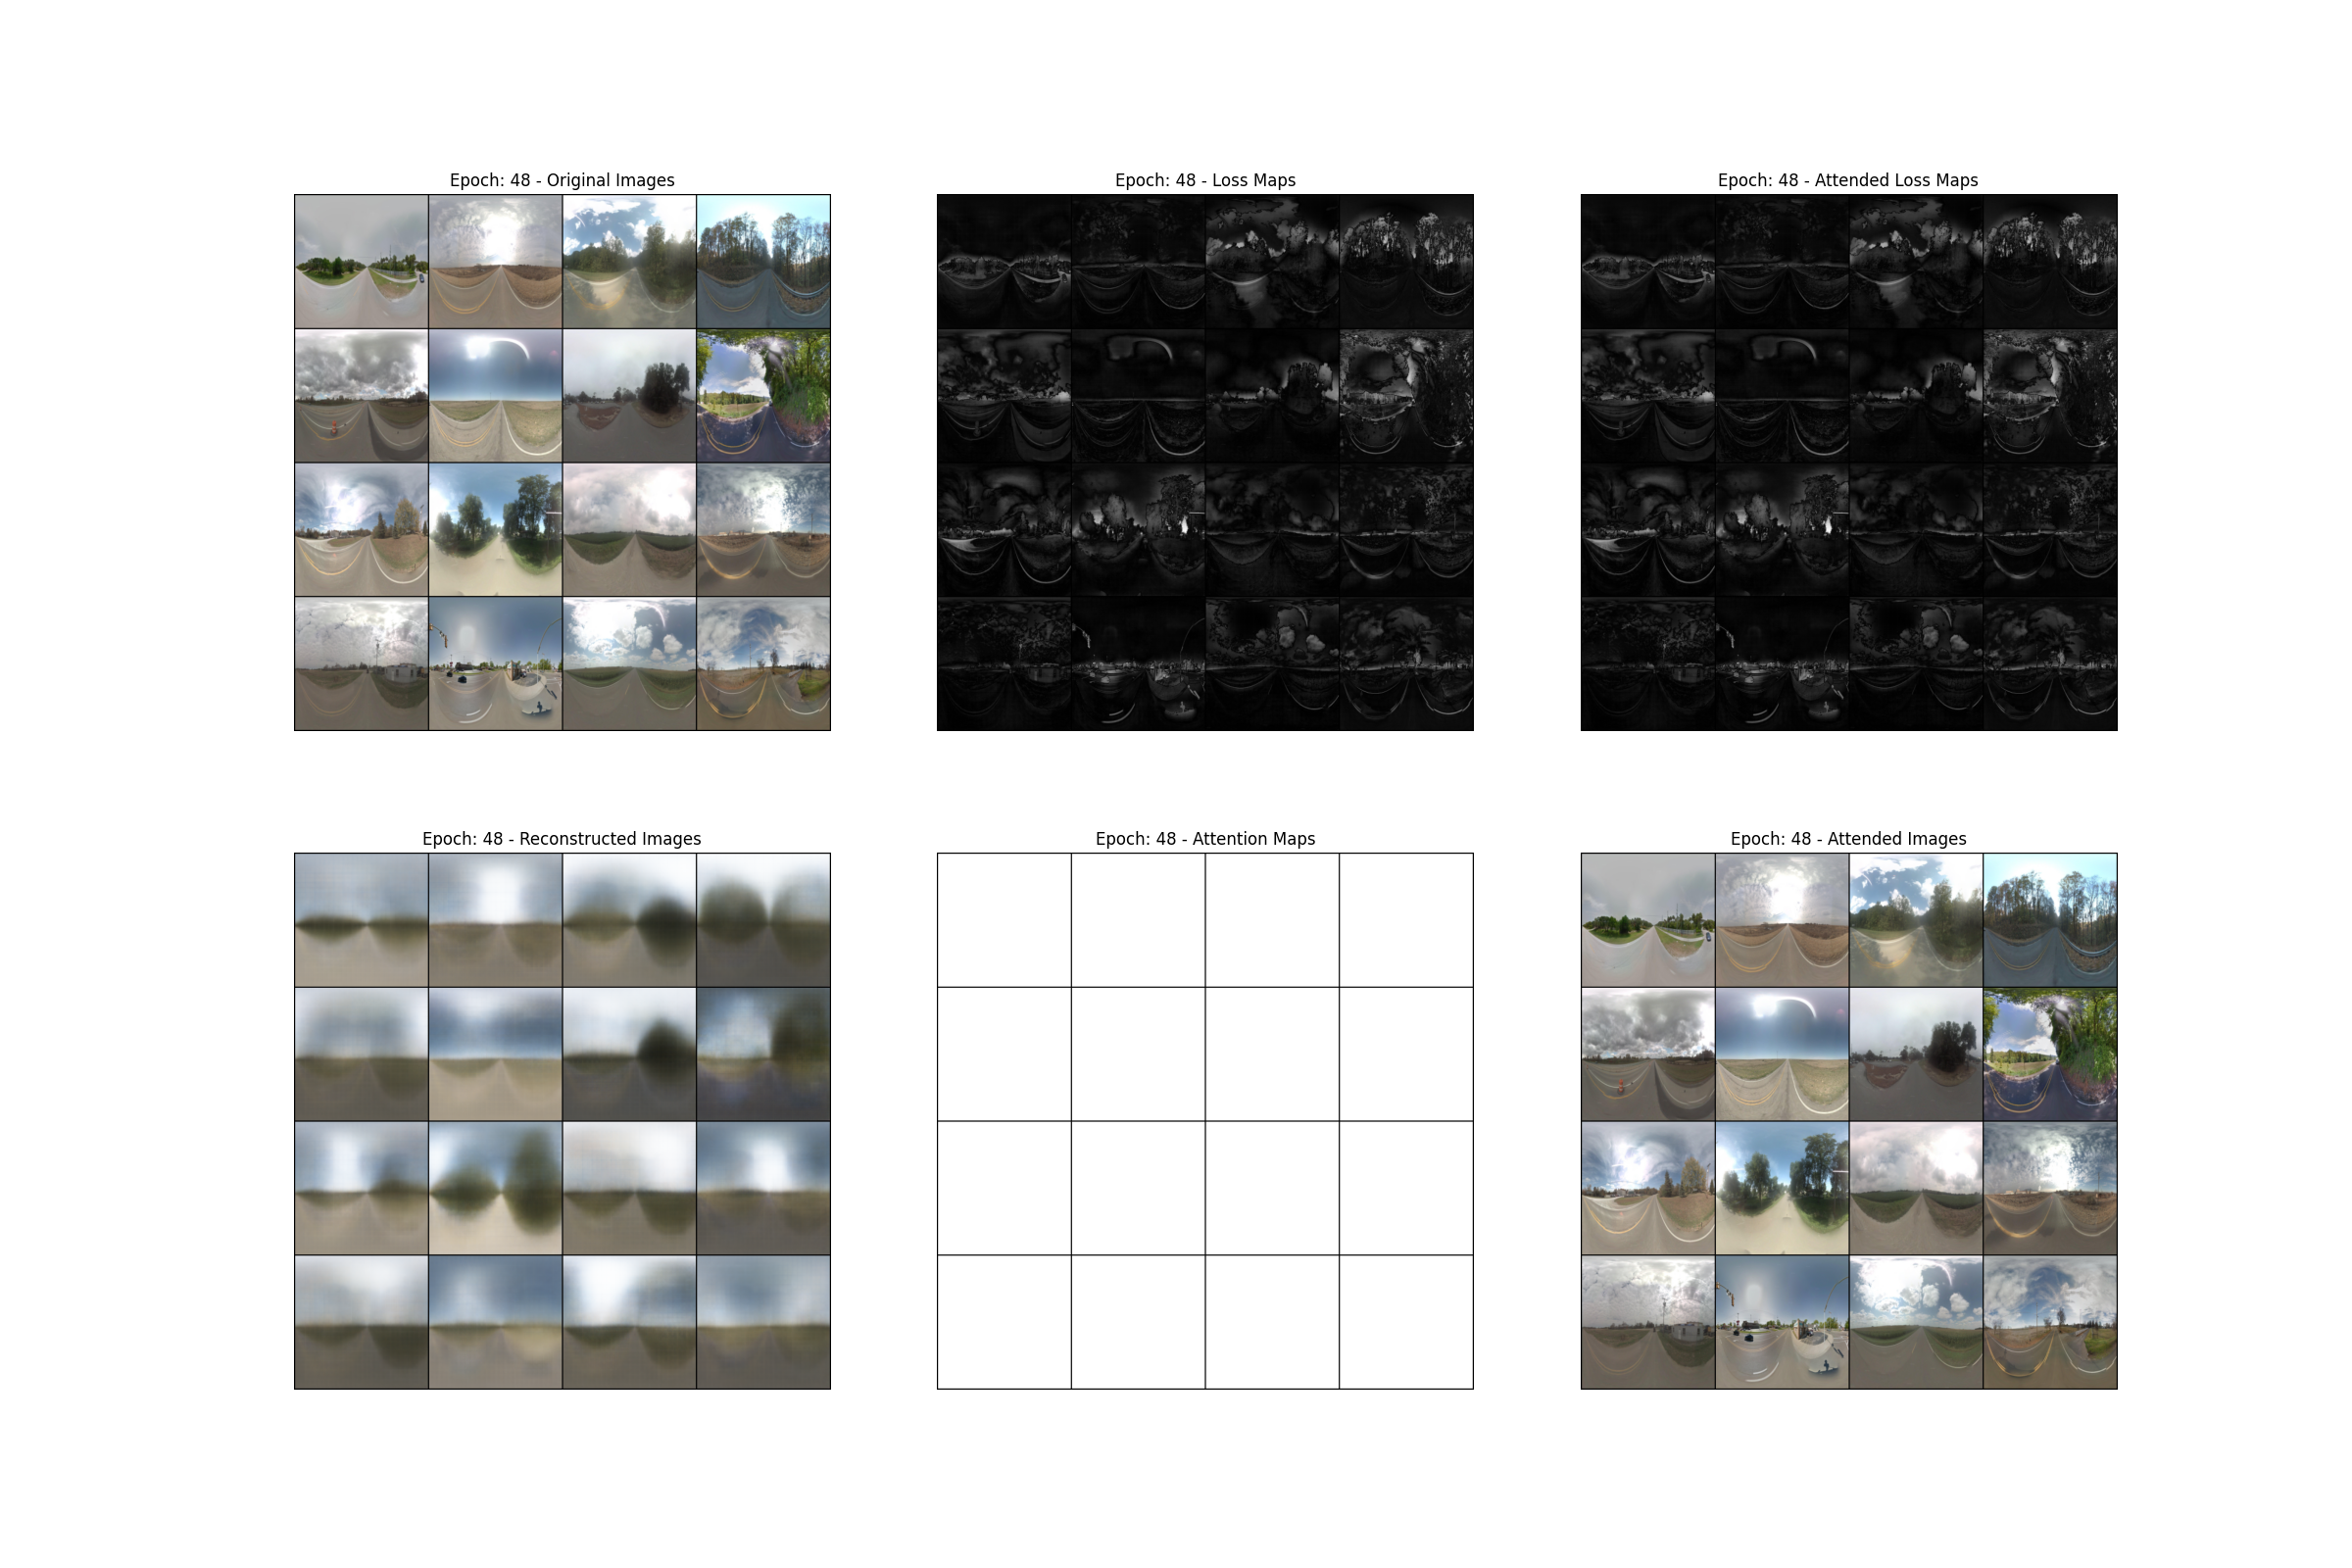 Epoch: 48 - Original Images
Epoch: 48 - Loss Maps
Epoch: 48 - Attended Loss Maps
Epoch: 48 - Reconstructed Images
Epoch: 48 - Attention Maps
Epoch: 48 - Attended Images